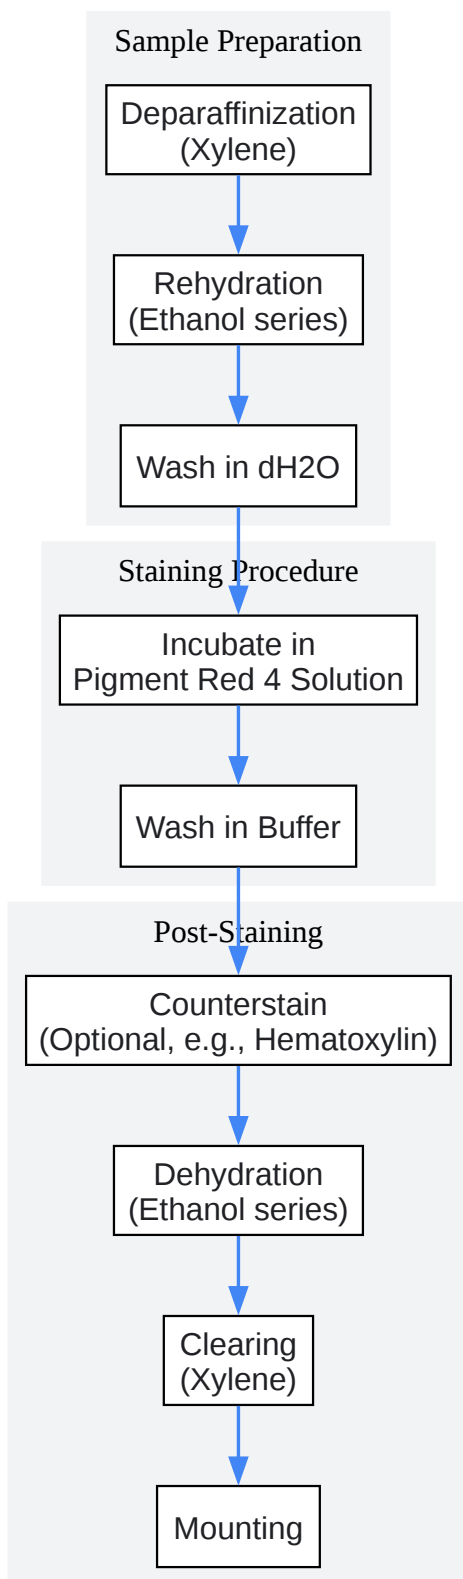 Sample Preparation
Deparaffinization
(Xylene)
Rehydration
(Ethanol series)
Wash in dH2O
Staining Procedure
Incubate in
Pigment Red 4 Solution
Wash in Buffer
Post-Staining
Counterstain
(Optional, e.g., Hematoxylin)
Dehydration
(Ethanol series)
Clearing
(Xylene)
Mounting